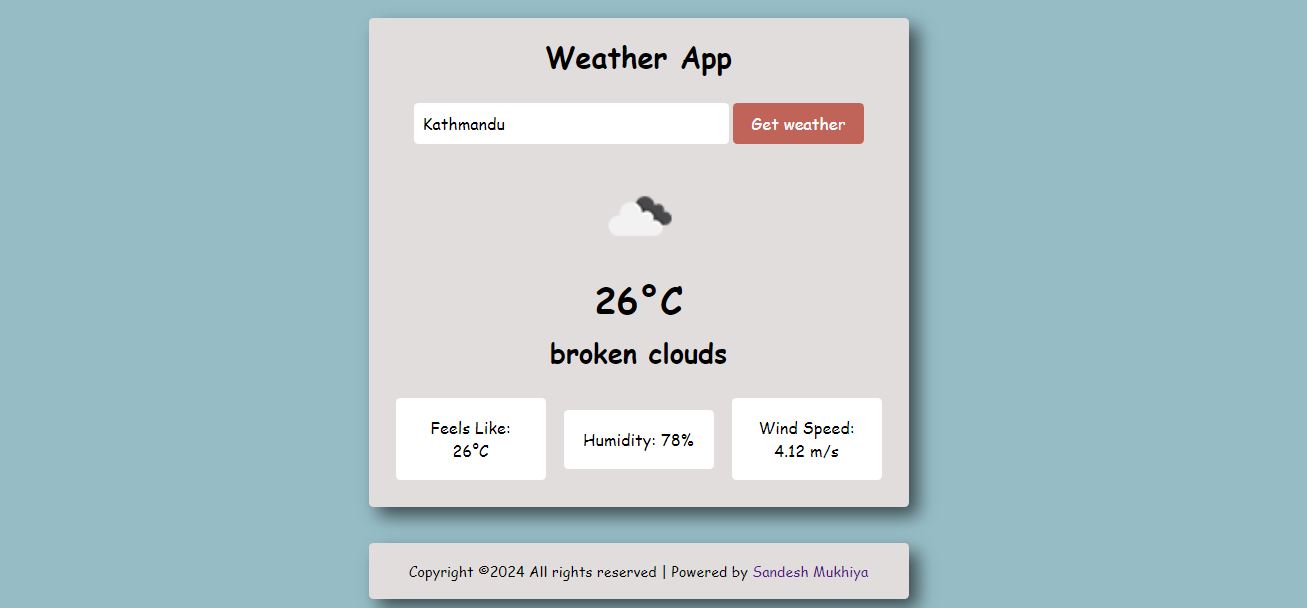 Weather App
Kathmandu
Get weather
26°C
broken clouds
Feels Like:
26°C
Humidity: 78%
Wind Speed:
4.12 m/s
Copyright ©2024 All rights reserved | Powered by Sandesh Mukhiya